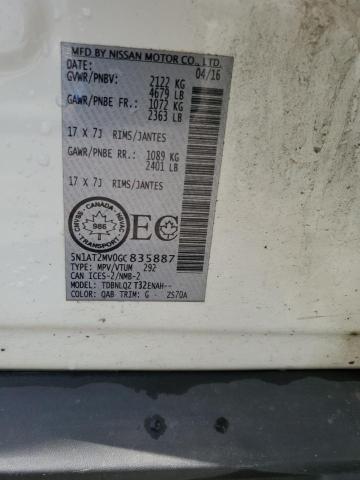 MFD BY NISSAN MOTOR CO., LTD.
DATE: 04/16
GVWR/PNBV: 2122 KG
4679 LB
GAWR/PNBE FR.: 1072 KG
2363 LB
17 X 7J RIMS/JANTES
GAWR/PNBE RR.: 1089 KG
2401 LB
17 X 7J RIMS/JANTES
CANADA
986
TRANSPORT
EC
5N1AT2MV0GC835887
TYPE: MPV/VTUM 292
CAN ICES-2/NMB-2
MODEL: TDBNLQZ T32ENAH--
COLOR: QAB TRIM: G - 2S70A